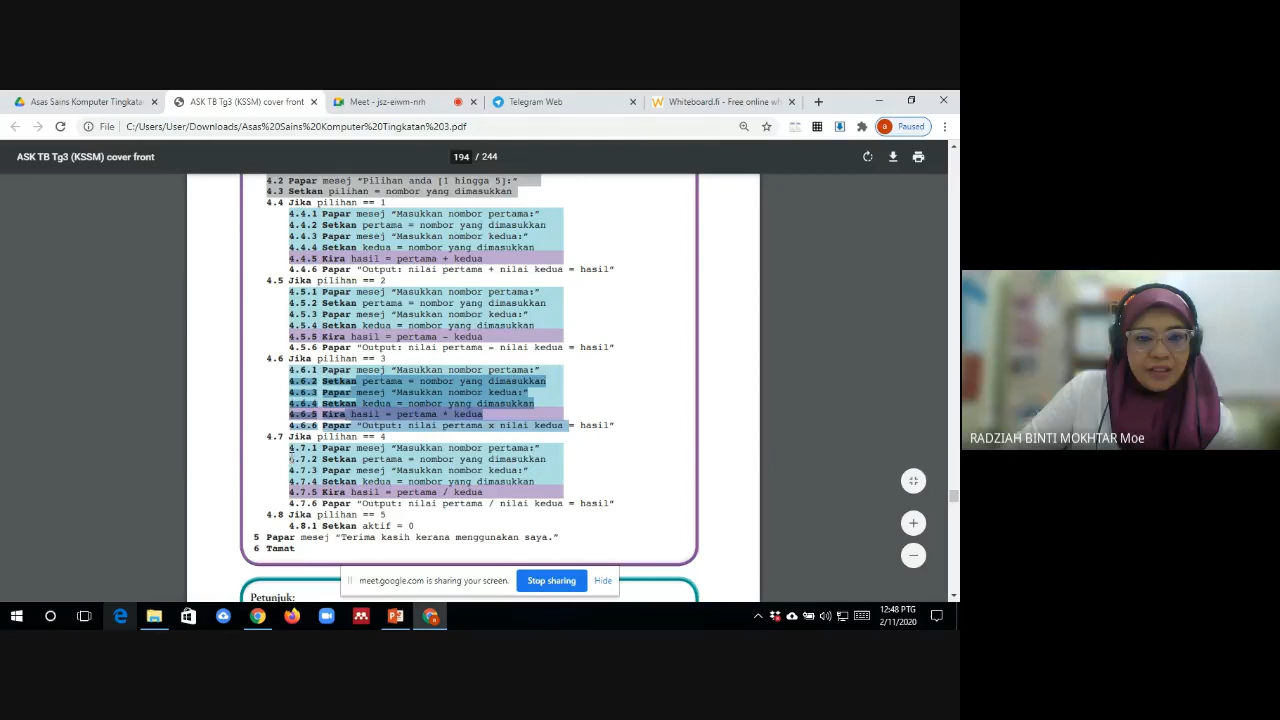 Asas Sains Komputer Tingkata
ASK TB Tg3 (KSSM) cover front
Meet - jsz-eiwm-nrh
Telegram Web
Whiteboard.fi - Free online wh
File
C:/Users/User/Downloads/Asas%20Sains%20Komputer%20Tingkatan%203.pdf
a Paused
ASK TB Tg3 (KSSM) cover front
194 / 244
4.2 Papar mesej “Pilihan anda [1 hingga 5]:”
4.3 Setkan pilihan = nombor yang dimasukkan
4.4 Jika pilihan == 1
4.4.1 Papar mesej “Masukkan nombor pertama:”
4.4.2 Setkan pertama = nombor yang dimasukkan
4.4.3 Papar mesej “Masukkan nombor kedua:”
4.4.4 Setkan kedua = nombor yang dimasukkan
4.4.5 Kira hasil = pertama + kedua
4.4.6 Papar “Output: nilai pertama + nilai kedua = hasil”
4.5 Jika pilihan == 2
4.5.1 Papar mesej “Masukkan nombor pertama:”
4.5.2 Setkan pertama = nombor yang dimasukkan
4.5.3 Papar mesej “Masukkan nombor kedua:”
4.5.4 Setkan kedua = nombor yang dimasukkan
4.5.5 Kira hasil = pertama - kedua
4.5.6 Papar “Output: nilai pertama - nilai kedua = hasil”
4.6 Jika pilihan == 3
4.6.1 Papar mesej “Masukkan nombor pertama:”
4.6.2 Setkan pertama = nombor yang dimasukkan
4.6.3 Papar mesej “Masukkan nombor kedua:”
4.6.4 Setkan kedua = nombor yang dimasukkan
4.6.5 Kira hasil = pertama * kedua
4.6.6 Papar “Output: nilai pertama x nilai kedua = hasil”
4.7 Jika pilihan == 4
4.7.1 Papar mesej “Masukkan nombor pertama:”
4.7.2 Setkan pertama = nombor yang dimasukkan
4.7.3 Papar mesej “Masukkan nombor kedua:”
4.7.4 Setkan kedua = nombor yang dimasukkan
4.7.5 Kira hasil = pertama / kedua
4.7.6 Papar “Output: nilai pertama / nilai kedua = hasil”
4.8 Jika pilihan == 5
4.8.1 Setkan aktif = 0
5 Papar mesej “Terima kasih kerana menggunakan saya.”
6 Tamat
Petunjuk:
meet.google.com is sharing your screen.
Stop sharing
Hide
RADZIAH BINTI MOKHTAR Moe
12:48 PTG
2/11/2020